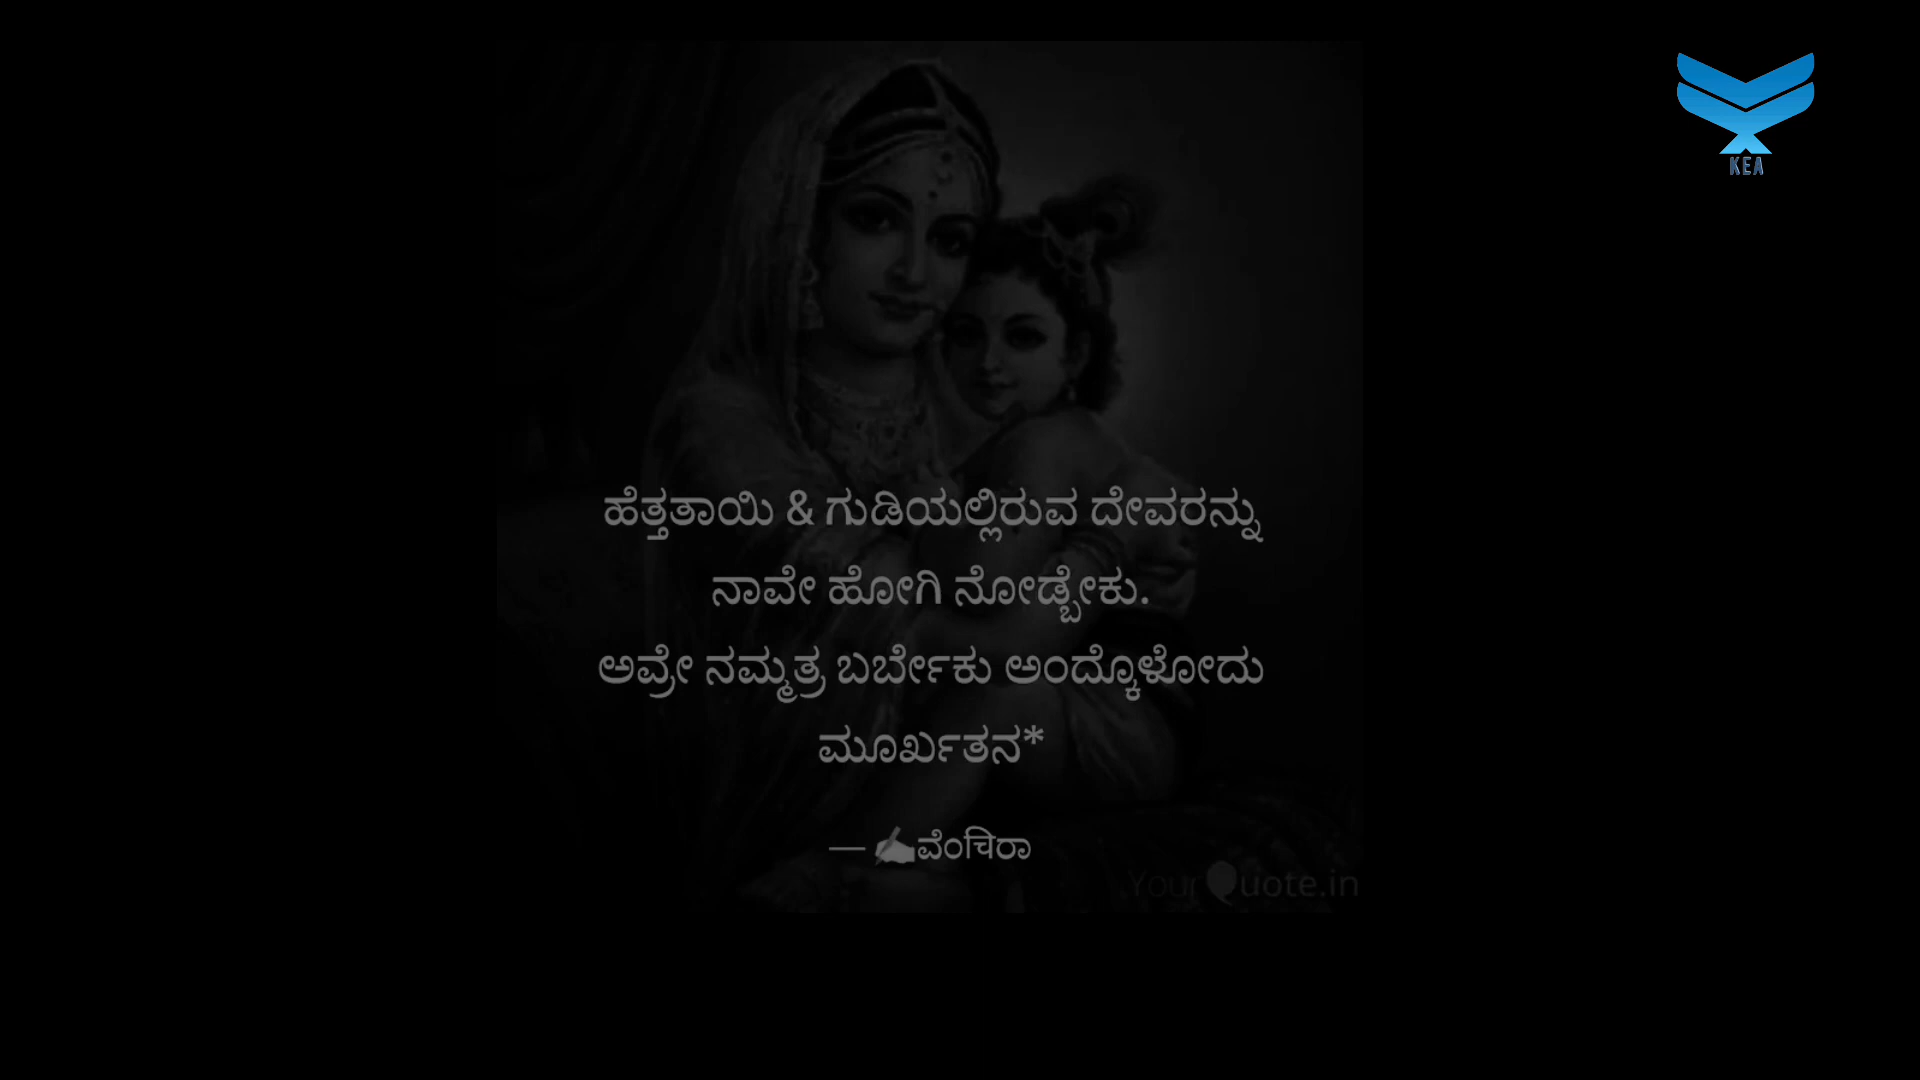 KEA
ಹೆತ್ತತಾಯಿ & ಗುಡಿಯಲ್ಲಿರುವ ದೇವರನ್ನು
ನಾವೇ ಹೋಗಿ ನೋಡ್ಬೇಕು.
ಅವ್ರೇ ನಮ್ಮತ್ರ ಬರ್ಬೇಕು ಅಂದ್ಕೊಳೋದು
ಮೂರ್ಖತನ*
— ✍ವೆಂಚಿರಾ
YourQuote.in